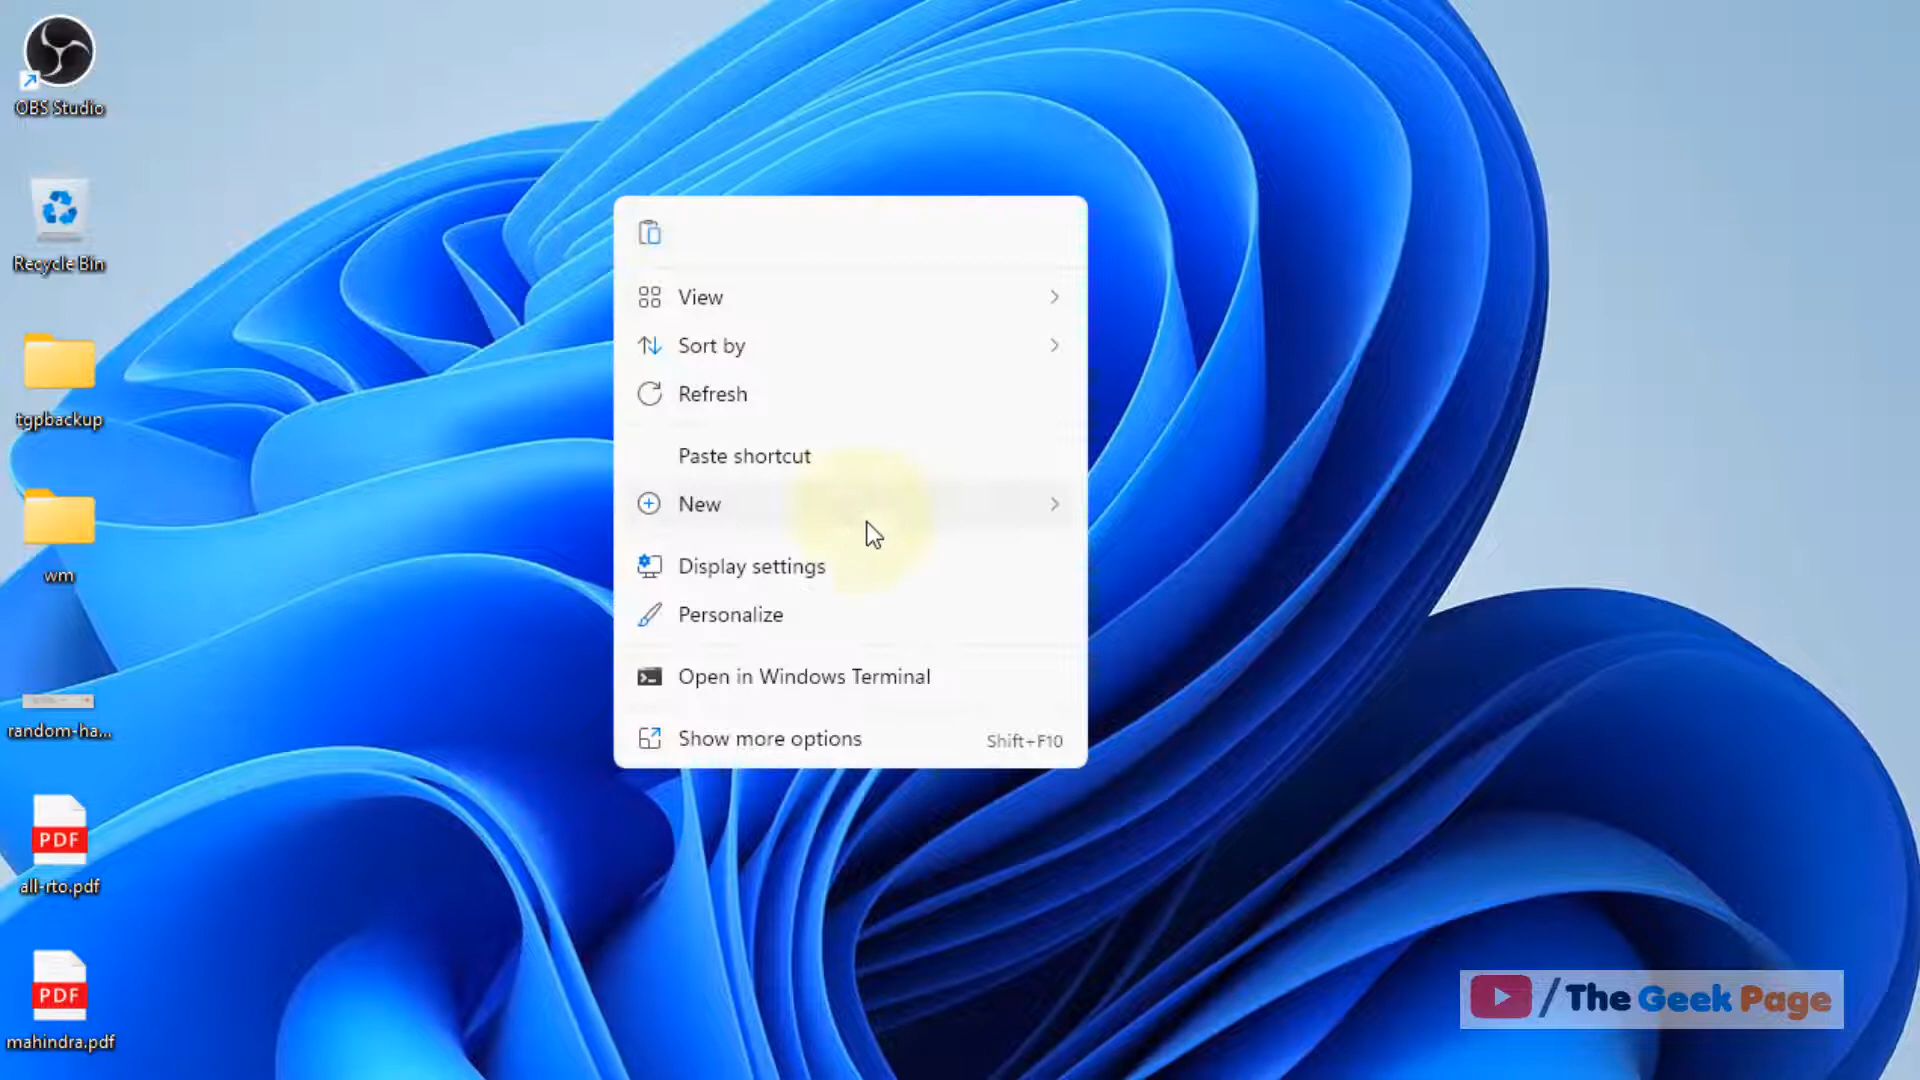 OBS Studio
Recycle Bin
tgpbackup
wm
random-ha...
PDF
all-rto.pdf
PDF
mahindra.pdf
View
Sort by
Refresh
Paste shortcut
New
Display settings
Personalize
Open in Windows Terminal
Show more options Shift+F10
/The Geek Page